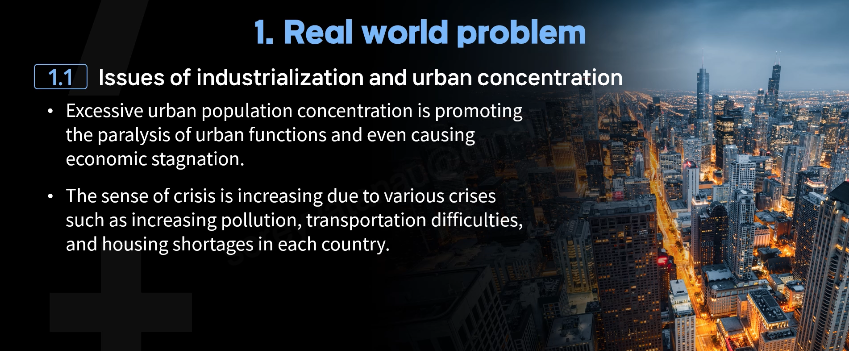 1. Real world problem
1.1 Issues of industrialization and urban concentration
• Excessive urban population concentration is promoting
the paralysis of urban functions and even causing
economic stagnation.
• The sense of crisis is increasing due to various crises
such as increasing pollution, transportation difficulties,
and housing shortages in each country.